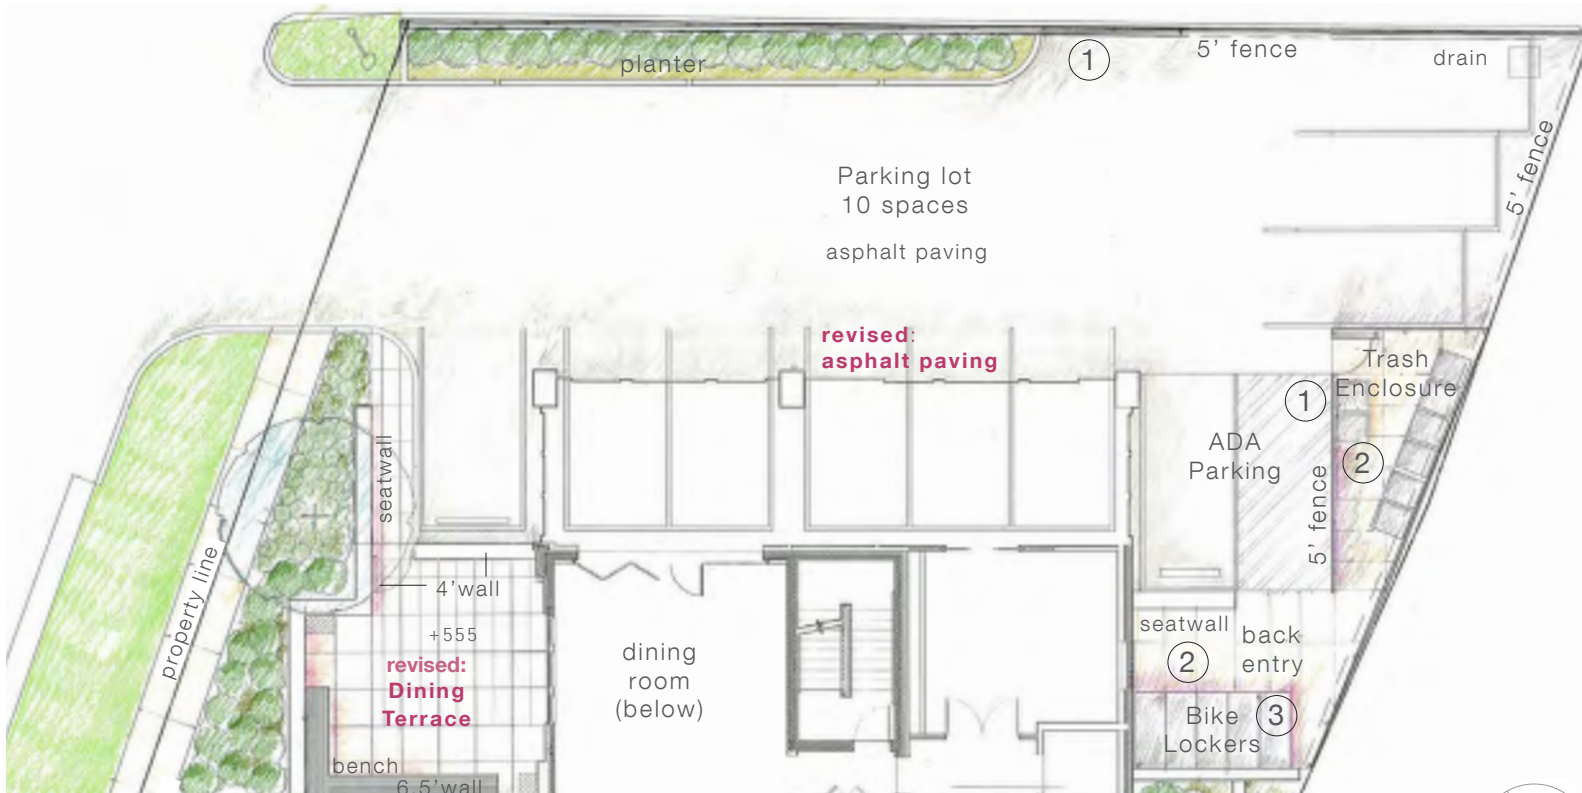 planter
1
5' fence
drain
5' fence
Parking lot
10 spaces
asphalt paving
revised:
asphalt paving
Trash
Enclosure
1
ADA
Parking
2
5' fence
seatwall
property line
4'wall
+555
revised:
Dining
Terrace
dining
room
(below)
seatwall
2
back
entry
Bike
Lockers
3
bench
6.5'wall